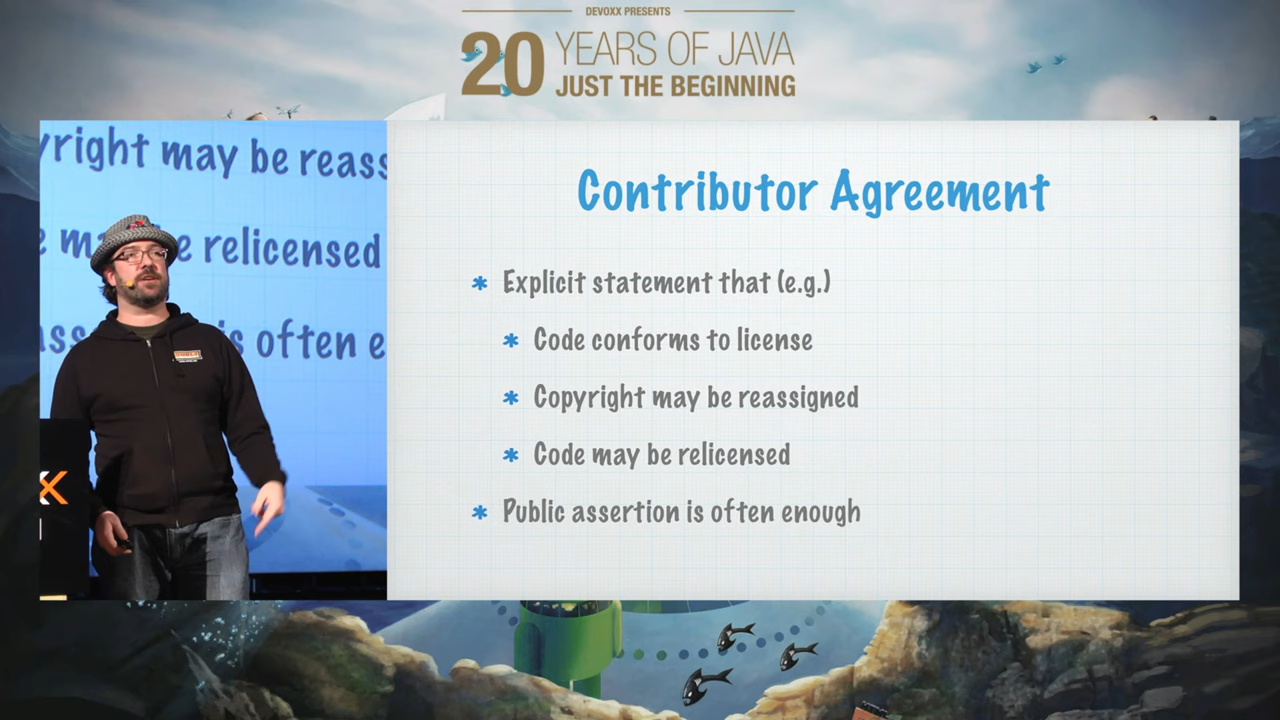 DEVOXX PRESENTS
20 YEARS OF JAVA
JUST THE BEGINNING
yright may be reass
e relicensed
is often e
X
Contributor Agreement
* Explicit statement that (e.g.)
* Code conforms to license
* Copyright may be reassigned
* Code may be relicensed
* Public assertion is often enough